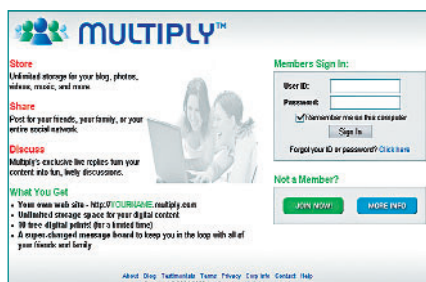 MULTIPLY™
Store
Unlimited storage for your blog, photos,
videos, music, and more.
Share
Post for your friends, your family, or your
entire social network.
Discuss
Multiply's exclusive live replies turn your
content into fun, lively discussions.
What You Get
Your own web site - http://YOURNAME.multiply.com
Unlimited storage space for your digital content
10 free digital prints! (for a limited time)
A super-charged message board to keep you in the loop with all of
your friends and family
Members Sign In:
User ID:
Password:
Remember me on this computer
Sign In
Forgot your ID or password? Click here
Not a Member?
JOIN NOW!
MORE INFO
About Blog Testimonials Terms Privacy Corp Info Contact Help